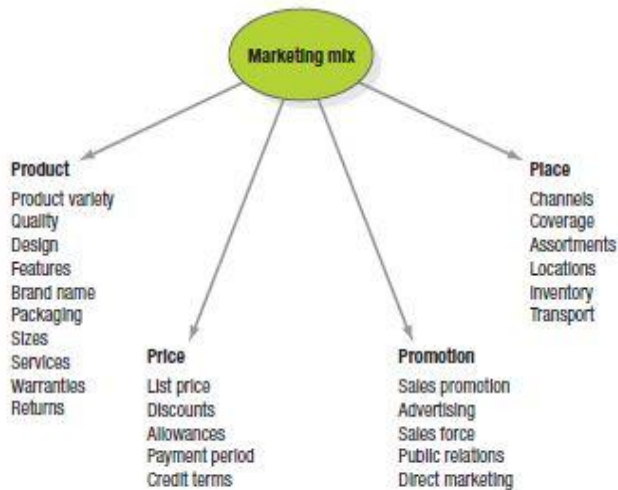 Marketing mix
Product
Product variety
Quality
Design
Features
Brand name
Packaging
Sizes
Services
Warranties
Returns
Price
List price
Discounts
Allowances
Payment period
Credit terms
Promotion
Sales promotion
Advertising
Sales force
Public relations
Direct marketing
Place
Channels
Coverage
Assortments
Locations
Inventory
Transport